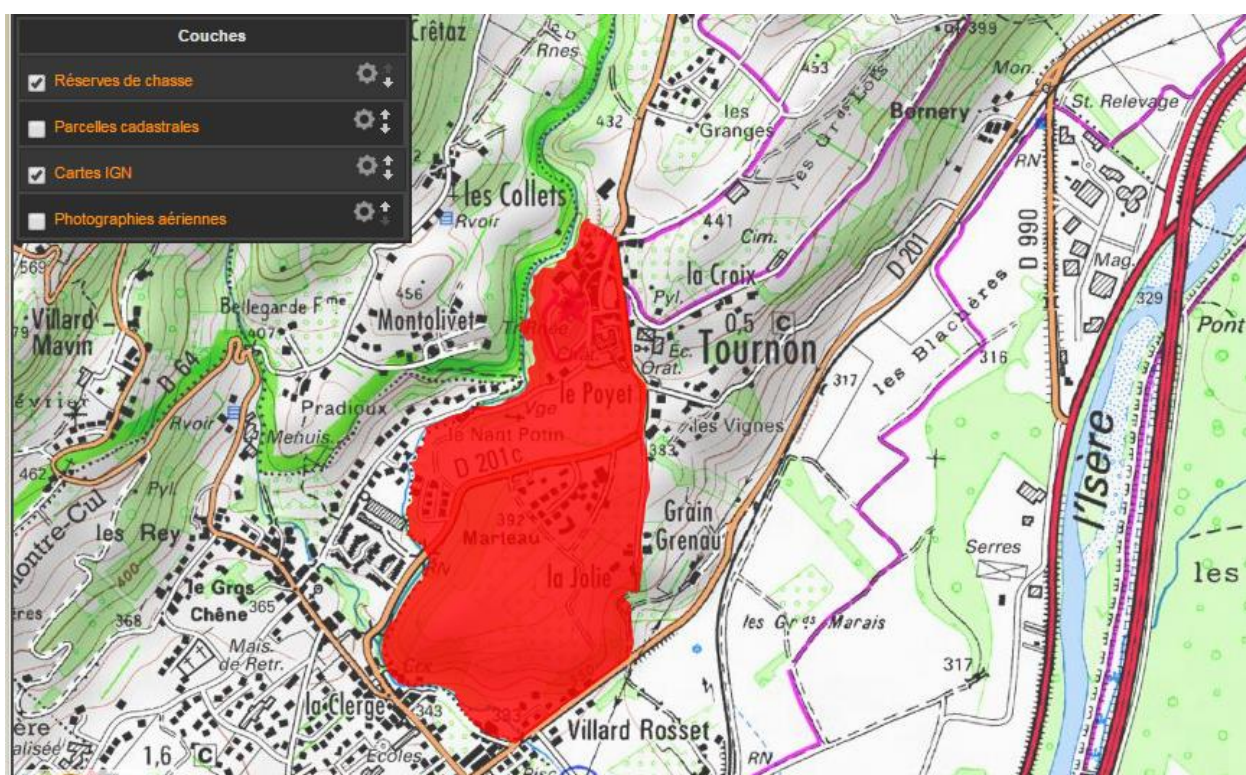 Couches
Réserves de chasse
Parcelles cadastrales
Cartes IGN
Photographies aériennes
Crêtaz
Rnes
399
453
Mon.
St. Relevage
Bornery
les
Granges
432
RN
les Collets
Rvoir
441
Cim.
D 201
D 990
Mag.
la Croix
569
Bellegarde Fme
456
Pyl.
329
Pont
Villard
Mavin
407
Montolivet
0,5 C
Tournon
les Blachères
316
Ec.
Orat.
D 64
le Poyet
317
l'Isère
Pradioux
Vge
les Vignes
Rvoir
Menuis.
le Nant Potin
383
462
D 201c
Pyl.
392
Marteau
Grain
Grenau
les Rey
Serres
les
400
la Jolie
le Gros
Chêne
365
368
RN
les Grds Marais
Mais.
de Retr.
317
la Clerge
343
Villard Rosset
Ecoles
RN
1,6 C